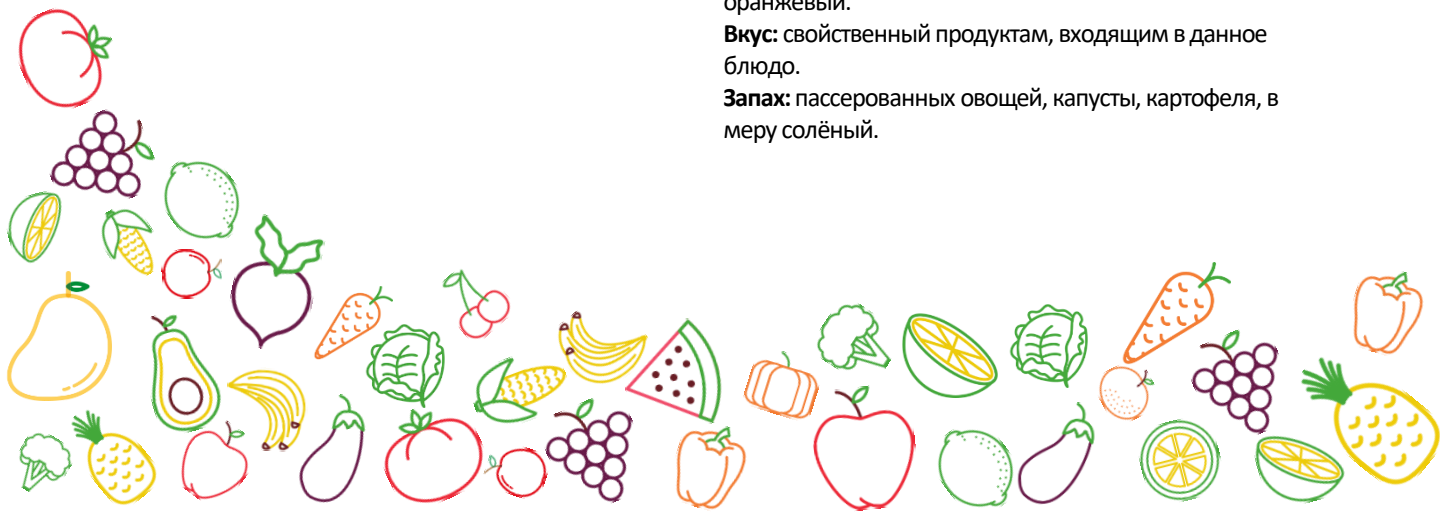 оранжевый.
Вкус: свойственный продуктам, входящим в данное
блюдо.
Запах: пассерованных овощей, капусты, картофеля, в
меру солёный.